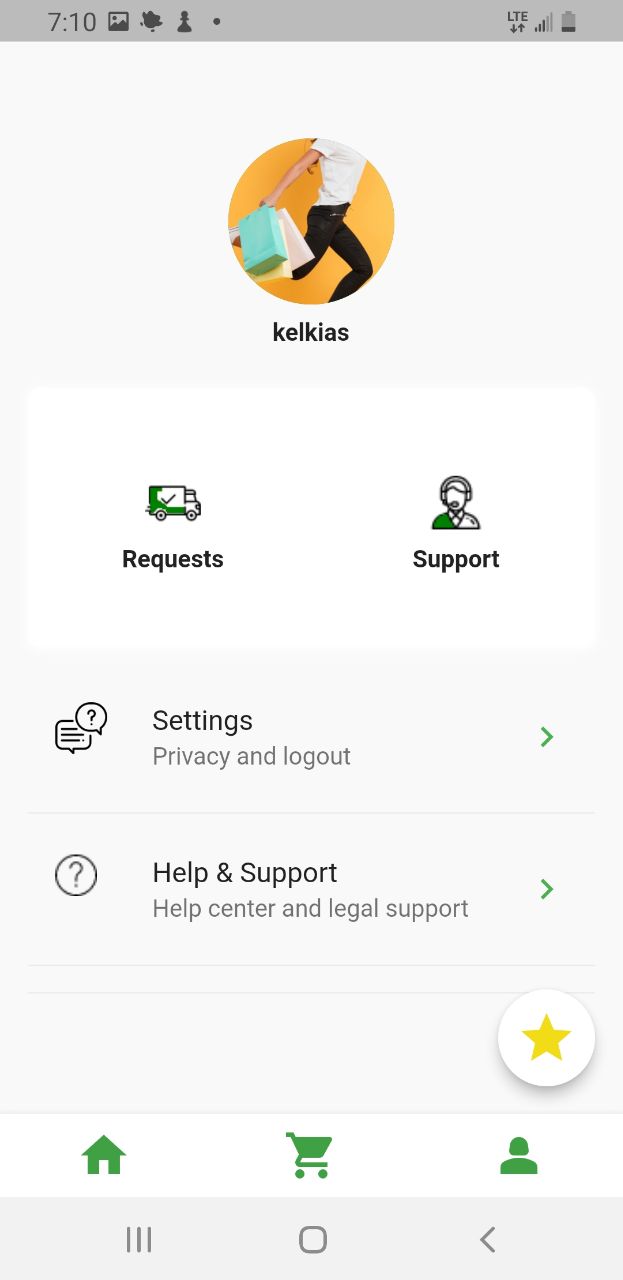 7:10 LTE
kelkias
Requests Support
Settings
Privacy and logout
Help & Support
Help center and legal support